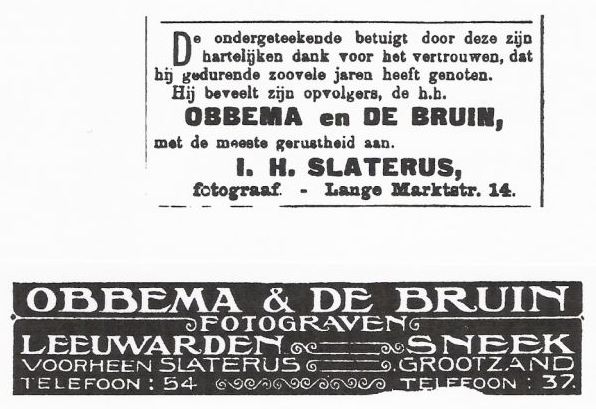 De ondergeteekende betuigt door deze zijn
hartelijken dank voor het vertrouwen, dat
hij gedurende zoovele jaren heeft genoten.
Hij beveelt zijn opvolgers, de h.h.
OBBEMA en DE BRUIN,
met de meeste gerustheid aan.
I. H. SLATERUS,
fotograaf. - Lange Marktstr. 14.
OBBEMA & DE BRUIN
FOTOGRAVEN
LEEUWARDEN SNEEK
VOORHEEN SLATERUS GROOTZAND
TELEFOON : 54 TELEFOON : 37.